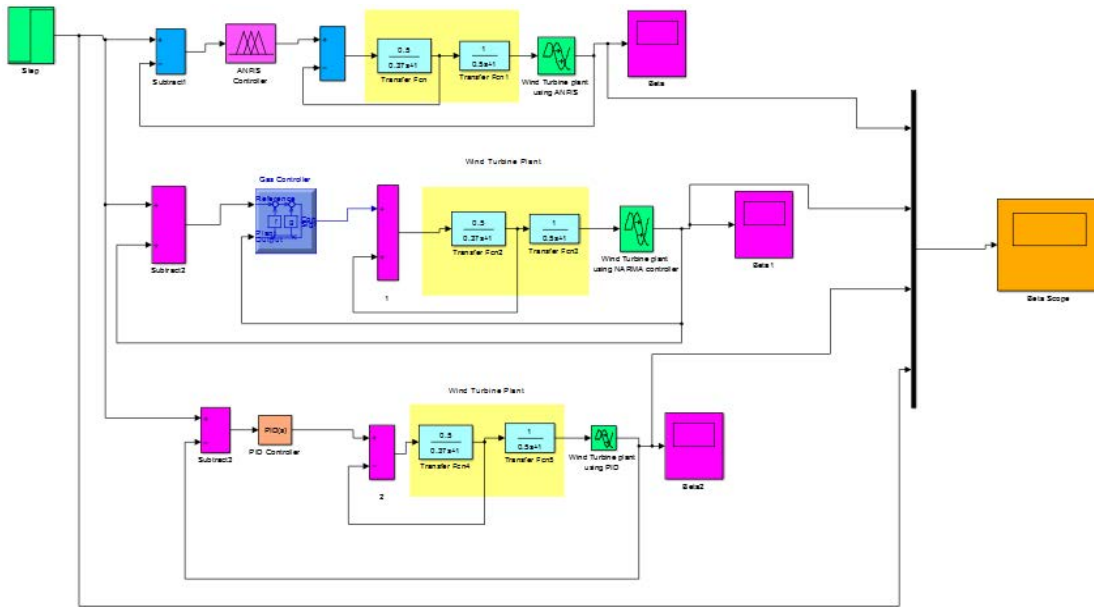 Step
Subtract1
ANFIS
Controller
0.5
0.37s+1
Transfer Fcn
1
0.5s+1
Transfer Fcn1
Wind Turbine plant
using ANFIS
Beta
Wind Turbine Plant
Subtract2
Gas Controller
Reference
Plant
Output
f
g
1
0.5
0.37s+1
Transfer Fcn2
1
0.5s+1
Transfer Fcn3
Wind Turbine plant
using NARMA controller
Beta1
Beta Scope
Wind Turbine Plant
Subtract3
PID(s)
PID Controller
2
0.5
0.37s+1
Transfer Fcn4
1
0.5s+1
Transfer Fcn5
Wind Turbine plant
using PID
Beta2